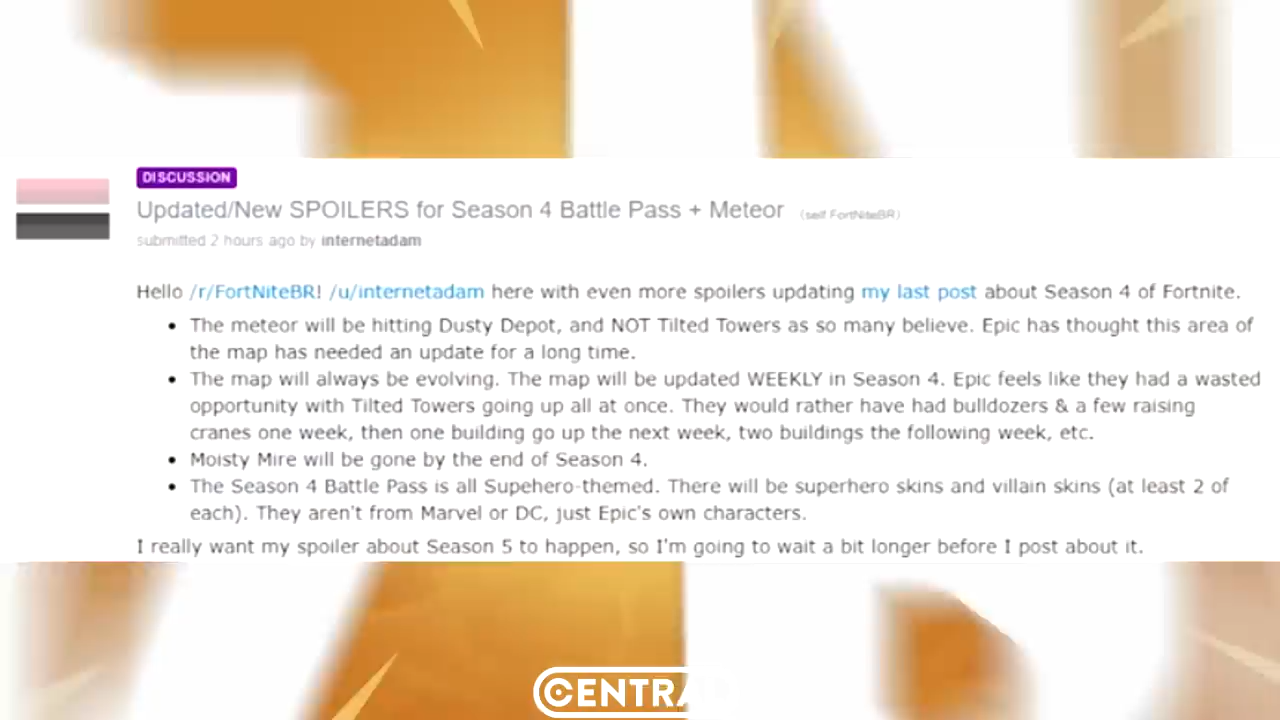 DISCUSSION
Updated/New SPOILERS for Season 4 Battle Pass + Meteor (self.FortNiteBR)
submitted 2 hours ago by internetadam
Hello /r/FortNiteBR! /u/internetadam here with even more spoilers updating my last post about Season 4 of Fortnite.
• The meteor will be hitting Dusty Depot, and NOT Tilted Towers as so many believe. Epic has thought this area of
the map has needed an update for a long time.
• The map will always be evolving. The map will be updated WEEKLY in Season 4. Epic feels like they had a wasted
opportunity with Tilted Towers going up all at once. They would rather have had bulldozers & a few raising
cranes one week, then one building go up the next week, two buildings the following week, etc.
• Moisty Mire will be gone by the end of Season 4.
• The Season 4 Battle Pass is all Supehero-themed. There will be superhero skins and villain skins (at least 2 of
each). They aren't from Marvel or DC, just Epic's own characters.
I really want my spoiler about Season 5 to happen, so I'm going to wait a bit longer before I post about it.